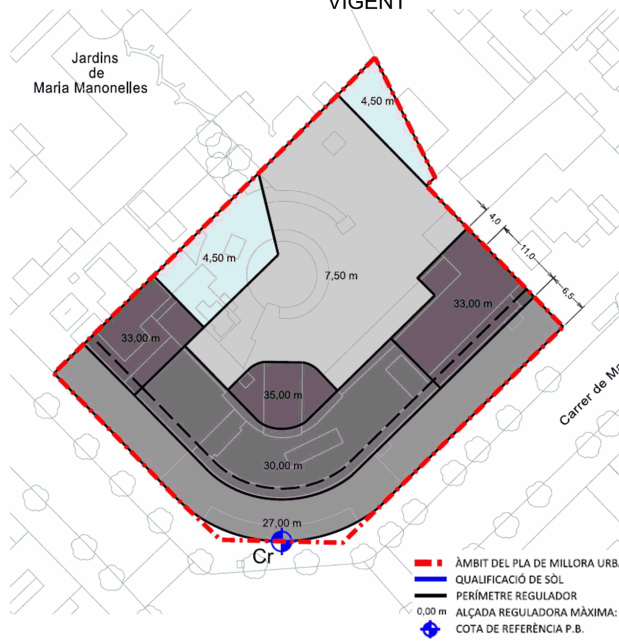 VIGENT
Jardins
de
Maria Manonelles
4,50 m
4,0
11,0
6,5
4,50 m
7,50 m
33,00 m
33,00 m
35,00 m
30,00 m
27,00 m
Cr
Carrer de Ma
ÀMBIT DEL PLA DE MILLORA URB
QUALIFICACIÓ DE SÒL
PERÍMETRE REGULADOR
0,00 m ALÇADA REGULADORA MÀXIMA:
COTA DE REFERÈNCIA P.B.